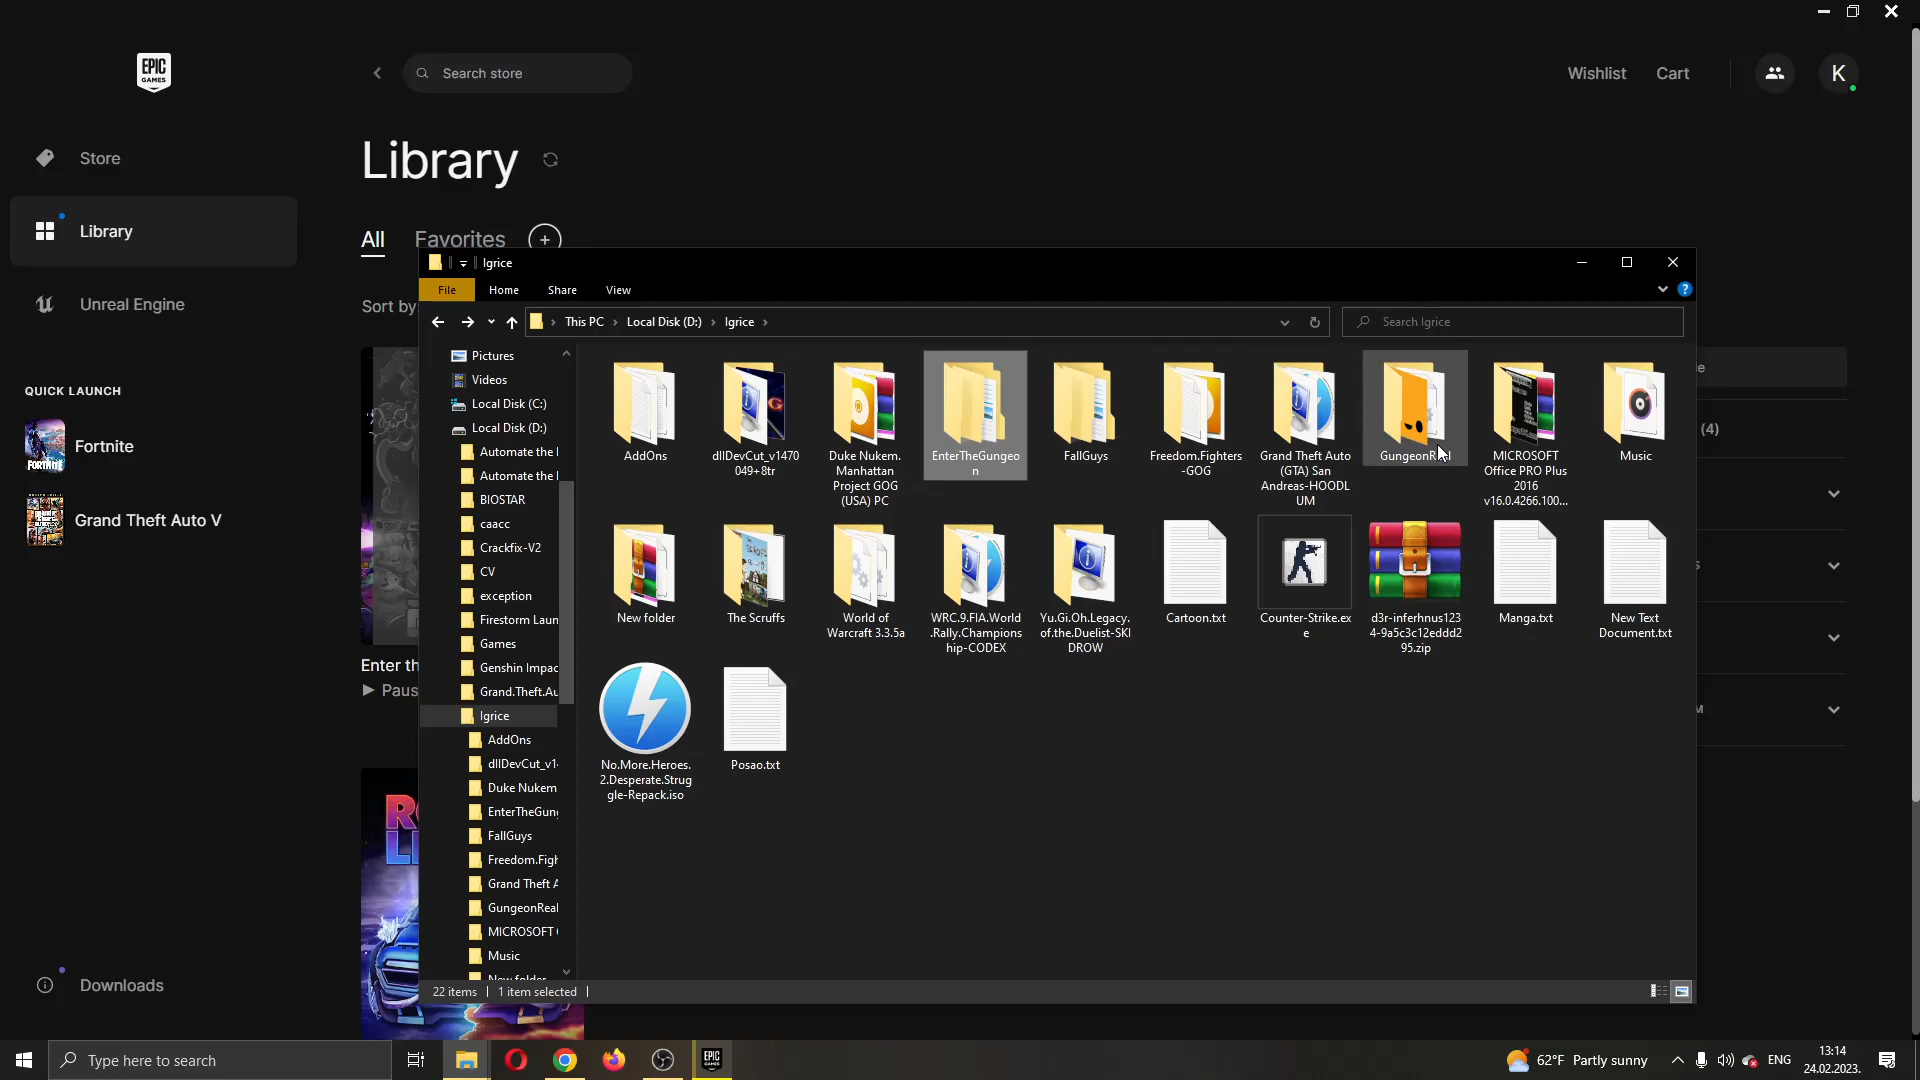 EPIC
GAMES
Search store
Wishlist
Cart
K
Store
Library
Unreal Engine
QUICK LAUNCH
Fortnite
Grand Theft Auto V
Downloads
Library
All
Favorites
Sort by
Enter th
Paus
(4)
Igrice
File
Home
Share
View
This PC
Local Disk (D:)
Igrice
Search Igrice
Pictures
Videos
Local Disk (C:)
Local Disk (D:)
Automate the
Automate the
BIOSTAR
caacc
Crackfix-V2
CV
exception
Firestorm Laun
Games
Genshin Impac
Grand.Theft.Au
Igrice
AddOns
dllDevCut_v1
Duke Nukem
EnterTheGun
FallGuys
Freedom.Figh
Grand Theft A
GungeonReal
MICROSOFT
Music
New folder
AddOns
dllDevCut_v1470
049+8tr
Duke Nukem.
Manhattan
Project GOG
(USA) PC
EnterTheGungeo
n
FallGuys
Freedom.Fighters
-GOG
Grand Theft Auto
(GTA) San
Andreas-HOODL
UM
GungeonReal
MICROSOFT
Office PRO Plus
2016
v16.0.4266.100...
Music
New folder
The Scruffs
World of
Warcraft 3.3.5a
WRC.9.FIA.World
.Rally.Champions
hip-CODEX
Yu.Gi.Oh.Legacy.
of.the.Duelist-SKI
DROW
Cartoon.txt
Counter-Strike.ex
e
d3r-inferhnus123
4-9a5c3c12eddd2
95.zip
Manga.txt
New Text
Document.txt
No.More.Heroes.
2.Desperate.Strug
gle-Repack.iso
Posao.txt
22 items
1 item selected
Type here to search
62°F Partly sunny
ENG
13:14
24.02.2023.